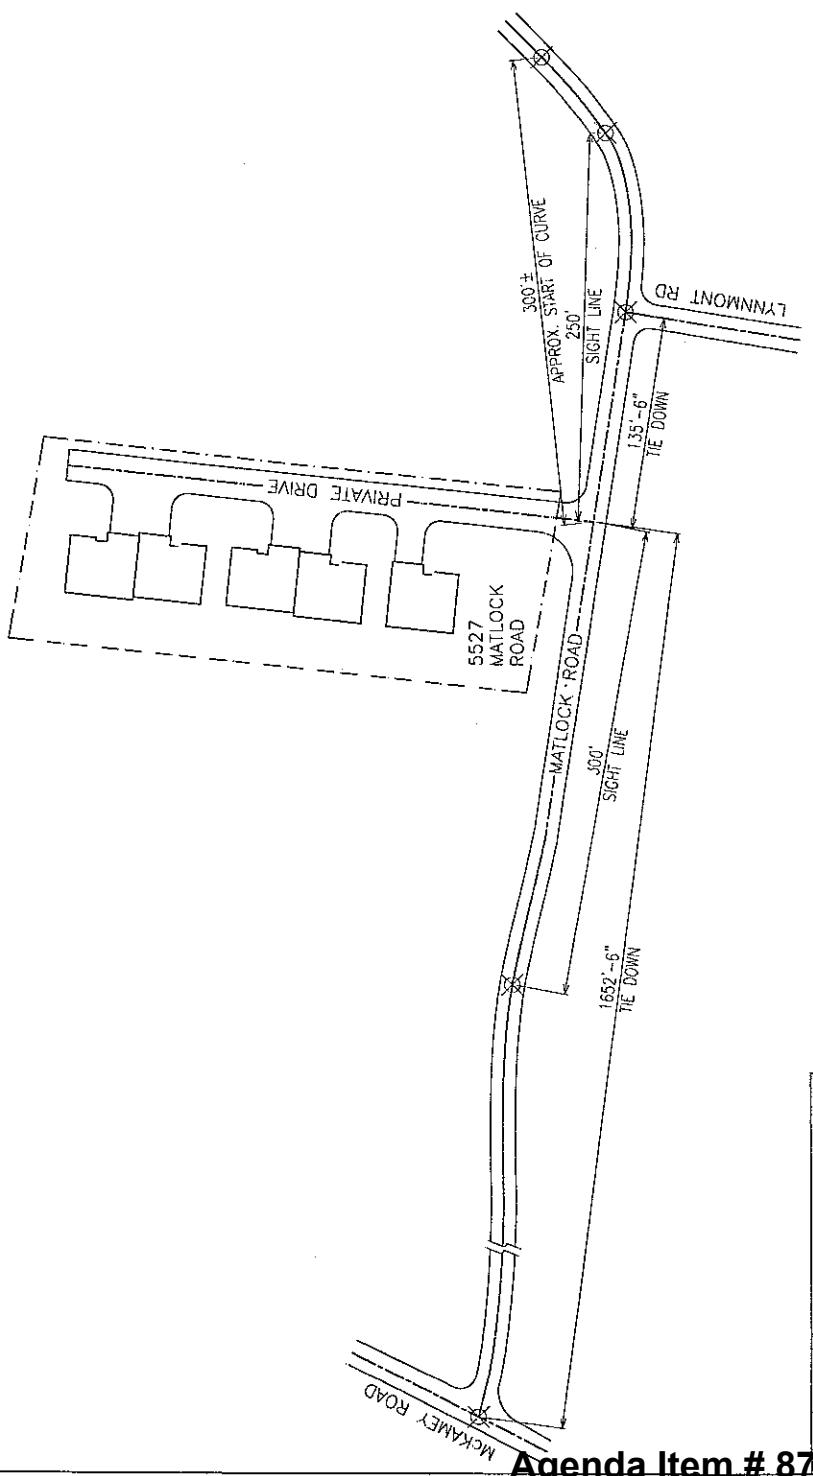 300'±
APPROX. START OF CURVE
250'
SIGHT LINE
LYNNMONT RD
135'-6"
TIE DOWN
PRIVATE DRIVE
5527
MATLOCK
ROAD
MATLOCK ROAD
300'
SIGHT LINE
1652'-6"
TIE DOWN
McKAMEY ROAD
Agenda Item # 87